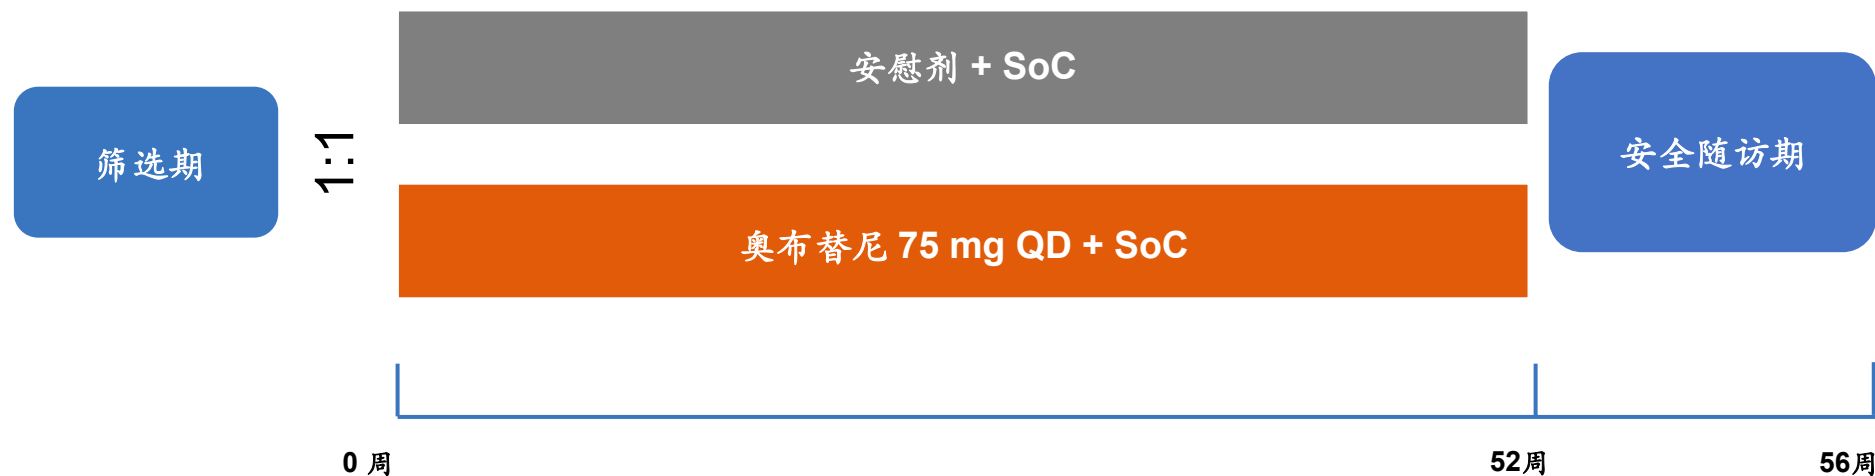 安慰剂 + SoC
筛选期
1:1
安全随访期
奥布替尼 75 mg QD + SoC
0 周
52周
56周